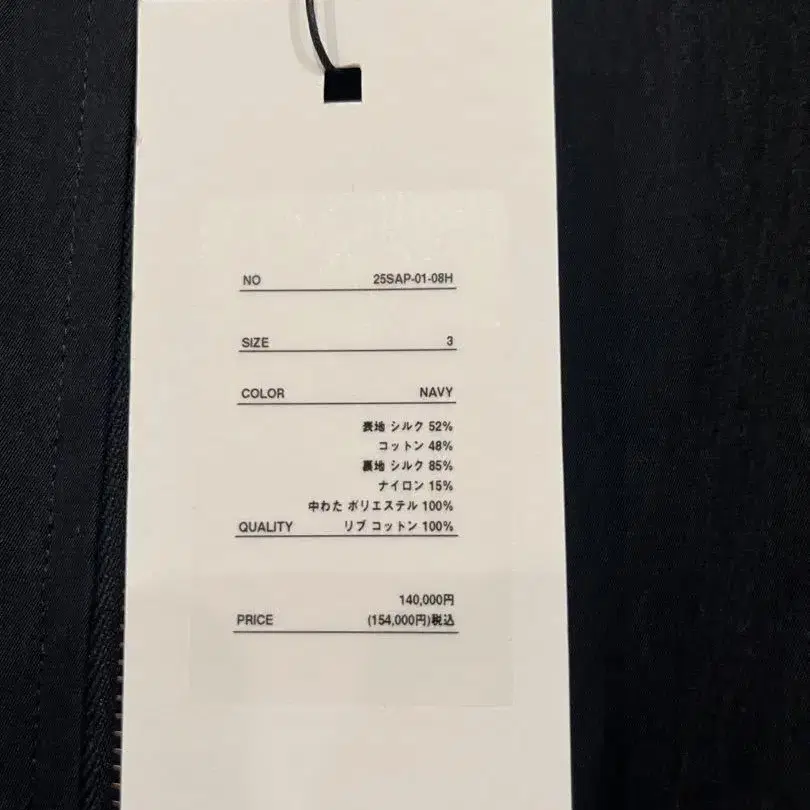 NO 25SAP-01-08H
SIZE 3
COLOR NAVY
表地 シルク 52%
コットン 48%
裏地 シルク 85%
ナイロン 15%
中わた ポリエステル 100%
QUALITY リブ コットン 100%
140,000円
PRICE (154,000円)税込